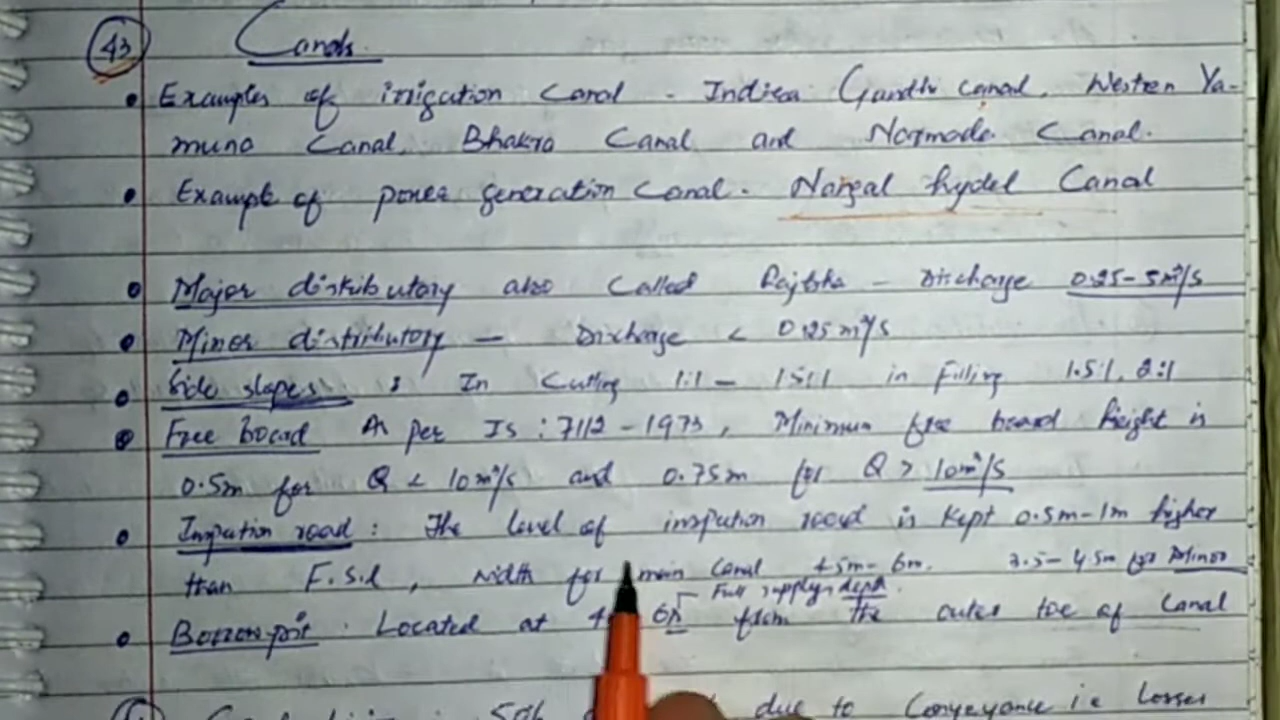 43 Canals.
• Examples of irrigation canal - Indira Gandhi canal, Western Ya-
muna Canal, Bhakra Canal and Narmada Canal.
• Example of power generation canal. Nangal hydel Canal
• Major distributory also called Rajbha - Discharge 0.25-5m³/s
• Minor distributory — Discharge < 0.25m³/s
• Side slopes : In Cutting 1:1 - 1.5:1 in filling 1.5:1, 2:1
• Free board As per Is : 7112-1973, Minimum free board height is
0.5m for Q < 10m³/s and 0.75m for Q > 10m³/s
• Inspection road : The level of inspection road is kept 0.5m-1m higher
than F.S.L, width for main canal 5m-6m. 3.5-4.5m for Minor
Full supply depth
• Borrow pit. Located at 4 6h from the outer toe of Canal
50% due to Conveyance i.e losses